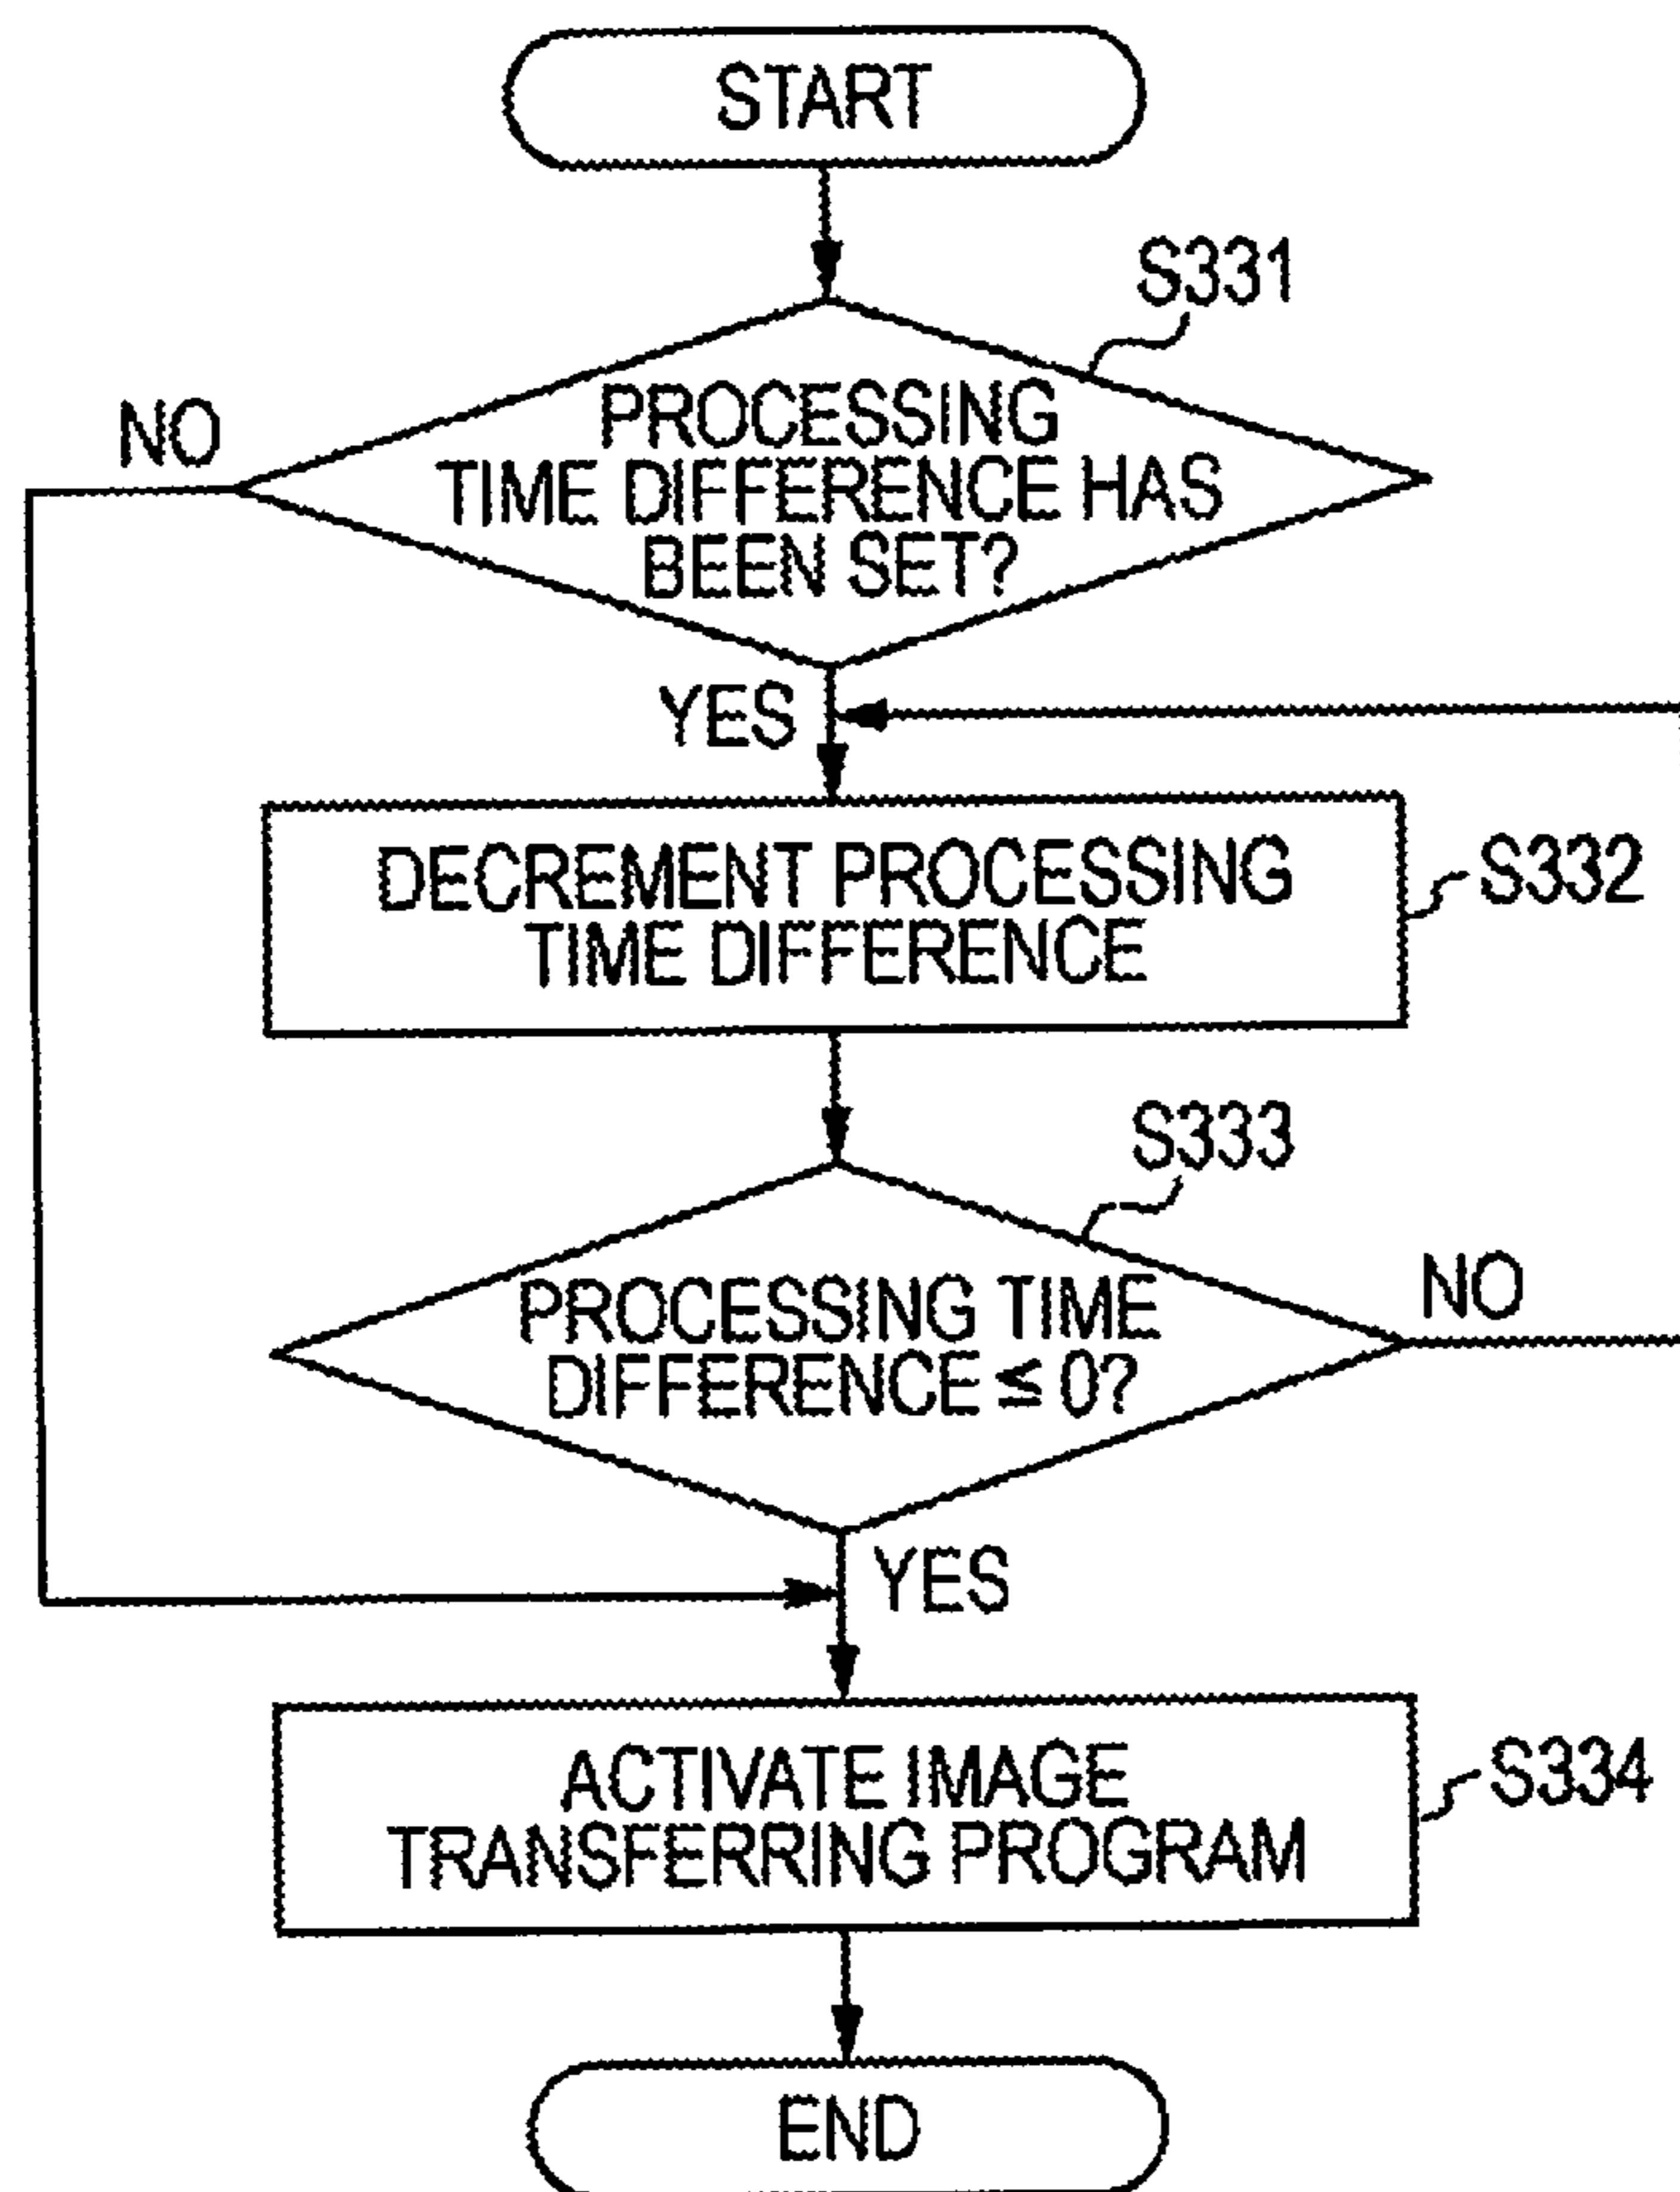 START
S331
NO
PROCESSING
TIME DIFFERENCE HAS
BEEN SET?
YES
DECREMENT PROCESSING
TIME DIFFERENCE
S332
S333
PROCESSING TIME
DIFFERENCE ≦ 0?
NO
YES
ACTIVATE IMAGE
TRANSFERRING PROGRAM
S334
END